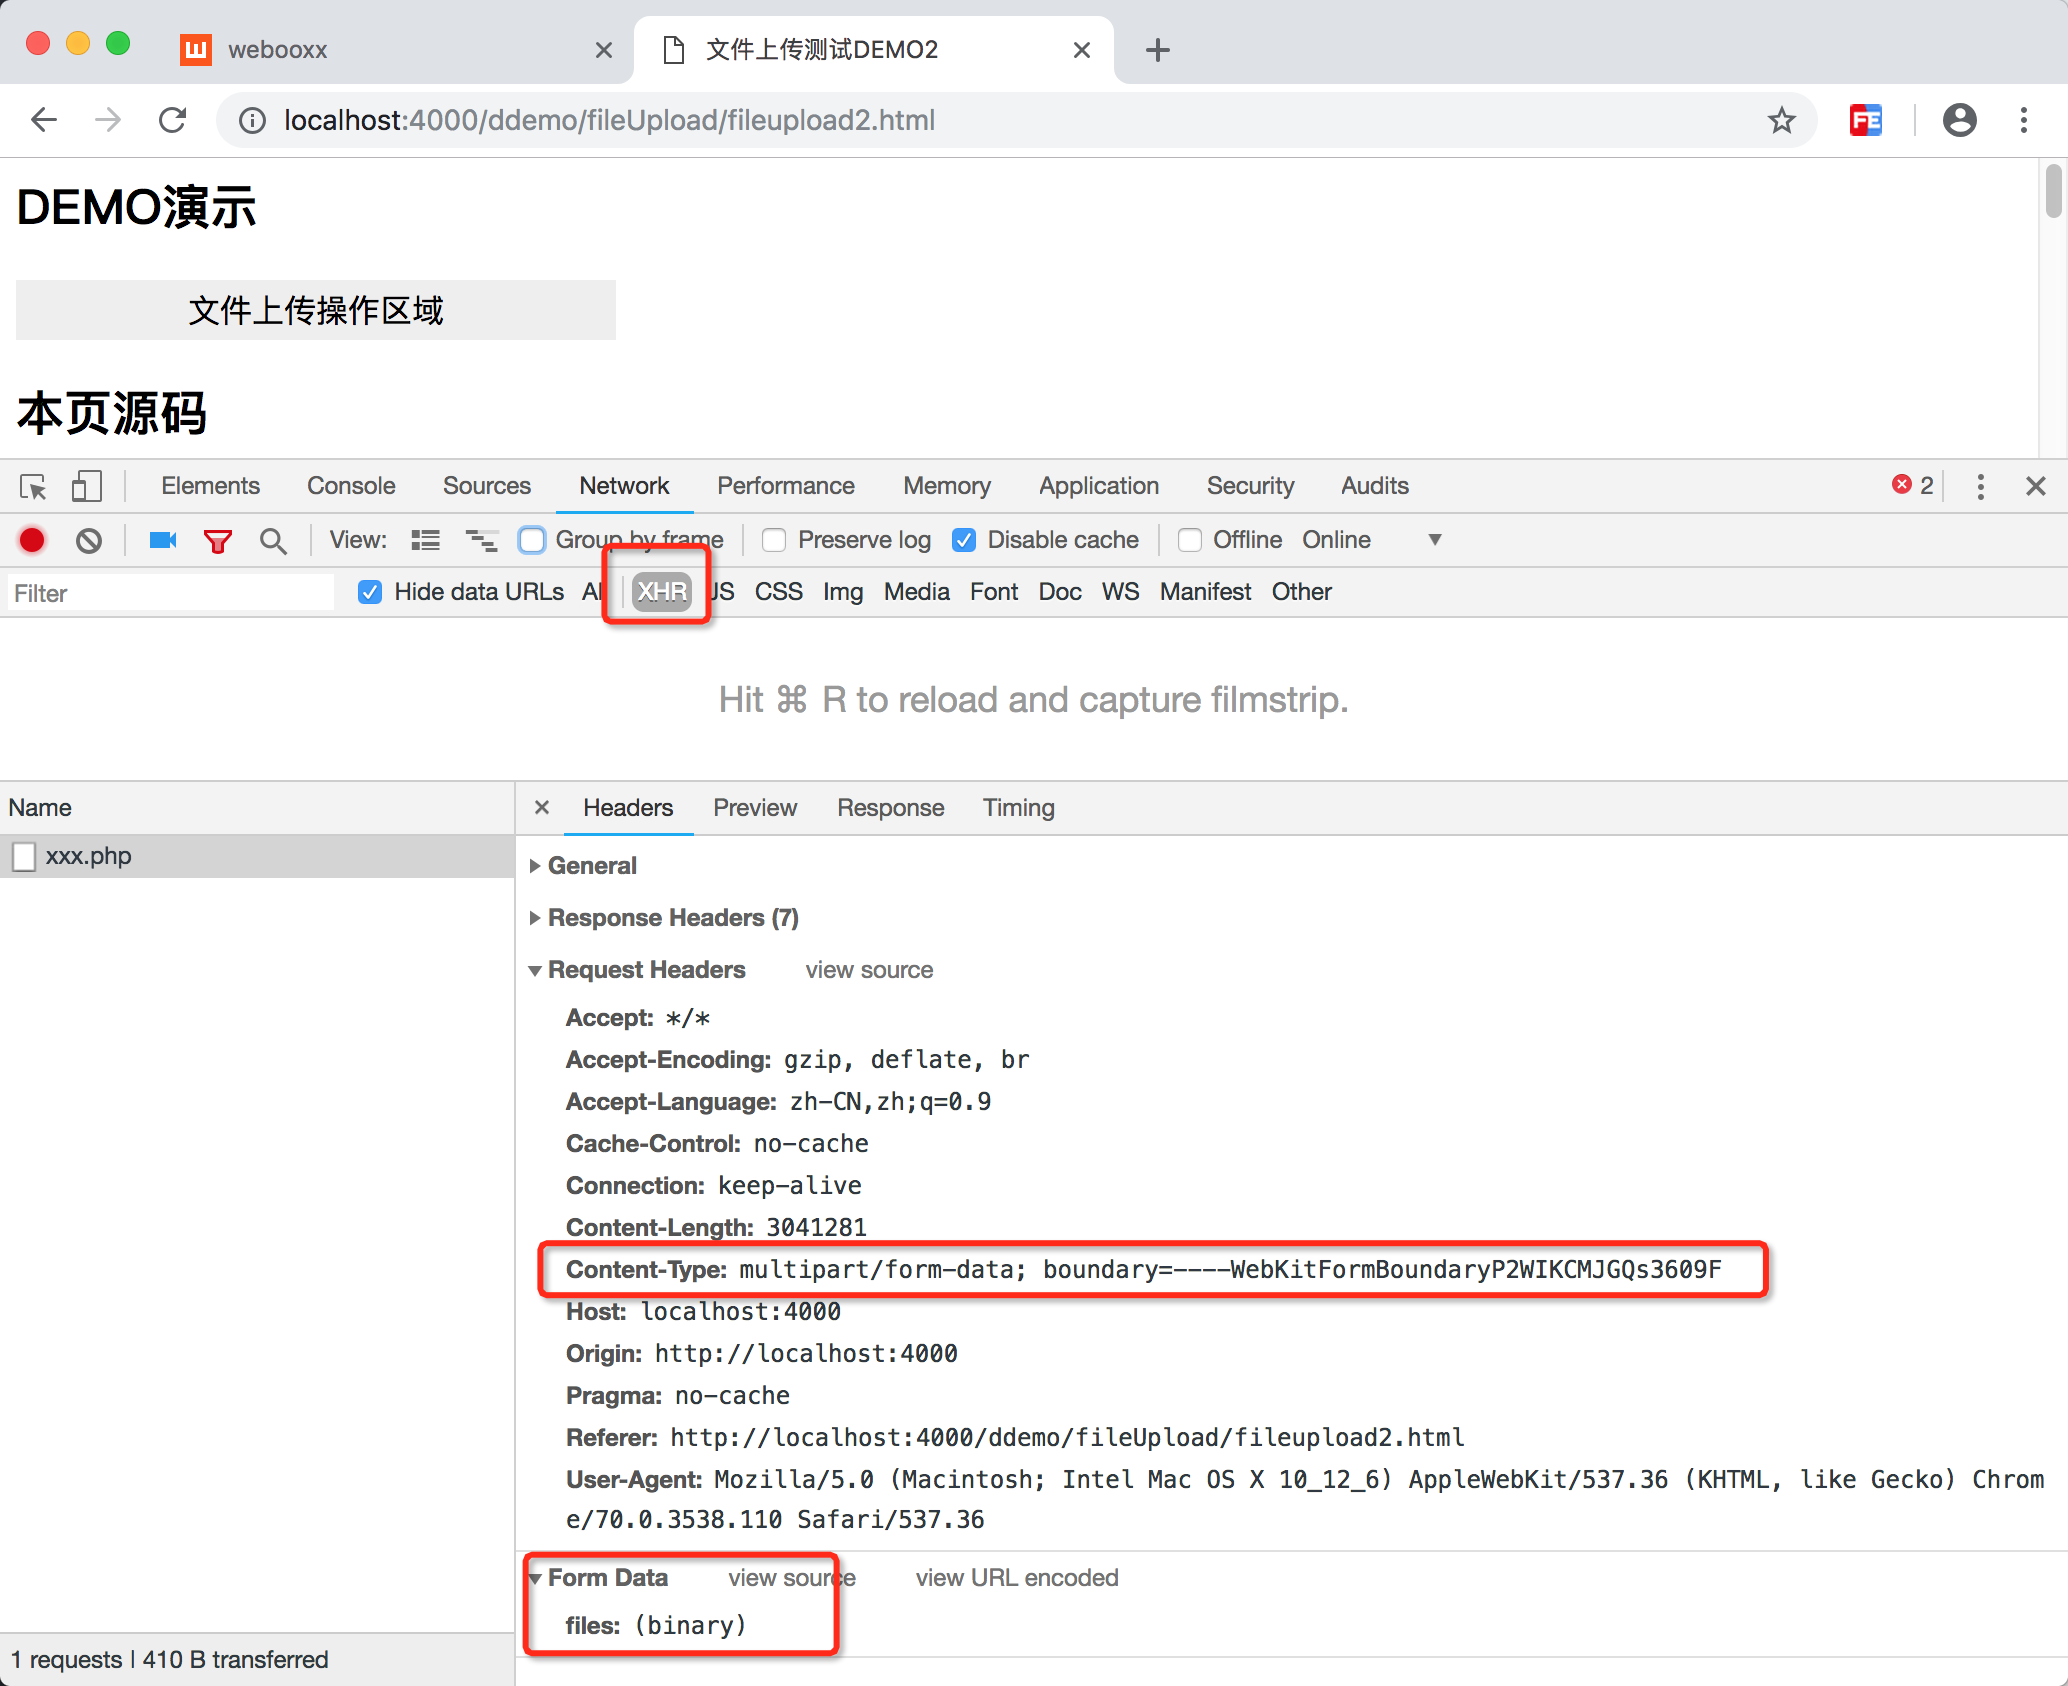 webooxx
文件上传测试DEMO2
localhost:4000/ddemo/fileUpload/fileupload2.html
FE
DEMO演示
文件上传操作区域
本页源码
Elements Console Sources Network Performance Memory Application Security Audits 2
View: Group by frame Preserve log Disable cache Offline Online
Filter Hide data URLs XHR JS CSS Img Media Font Doc WS Manifest Other
Hit ⌘ R to reload and capture filmstrip.
Name
Headers Preview Response Timing
xxx.php
General
Response Headers (7)
Request Headers view source
Accept: */*
Accept-Encoding: gzip, deflate, br
Accept-Language: zh-CN,zh;q=0.9
Cache-Control: no-cache
Connection: keep-alive
Content-Length: 3041281
Content-Type: multipart/form-data; boundary=----WebKitFormBoundaryP2WIKCMJGQs3609F
Host: localhost:4000
Origin: http://localhost:4000
Pragma: no-cache
Referer: http://localhost:4000/ddemo/fileUpload/fileupload2.html
User-Agent: Mozilla/5.0 (Macintosh; Intel Mac OS X 10_12_6) AppleWebKit/537.36 (KHTML, like Gecko) Chrom
e/70.0.3538.110 Safari/537.36
Form Data view source view URL encoded
files: (binary)
1 requests | 410 B transferred